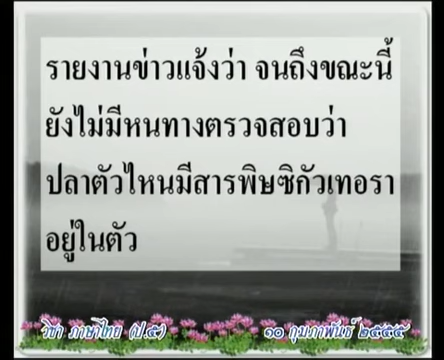 รายงานข่าวแจ้งว่า จนถึงขณะนี้
ยังไม่มีหนทางตรวจสอบว่า
ปลาตัวไหนมีสารพิษซิกัวเทอรา
อยู่ในตัว
วิชา ภาษาไทย (ป.๕) ๑๐ กุมภาพันธ์ ๒๕๕๕